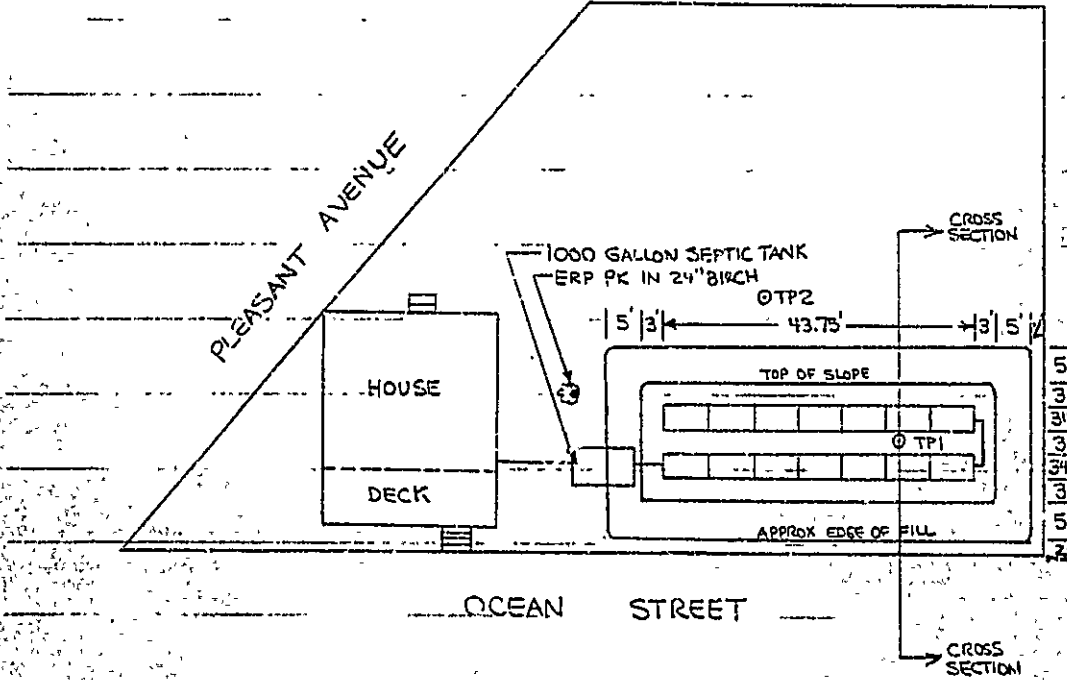 PLEASANT AVENUE
CROSS
SECTION
1000 GALLON SEPTIC TANK
ERP PK IN 24" BIRCH
TP2
5' 3' 43.75' 3' 5'
HOUSE
TOP OF SLOPE
TP1
DECK
APPROX EDGE OF FILL
5
3
3
3
5
2
OCEAN STREET
CROSS
SECTION